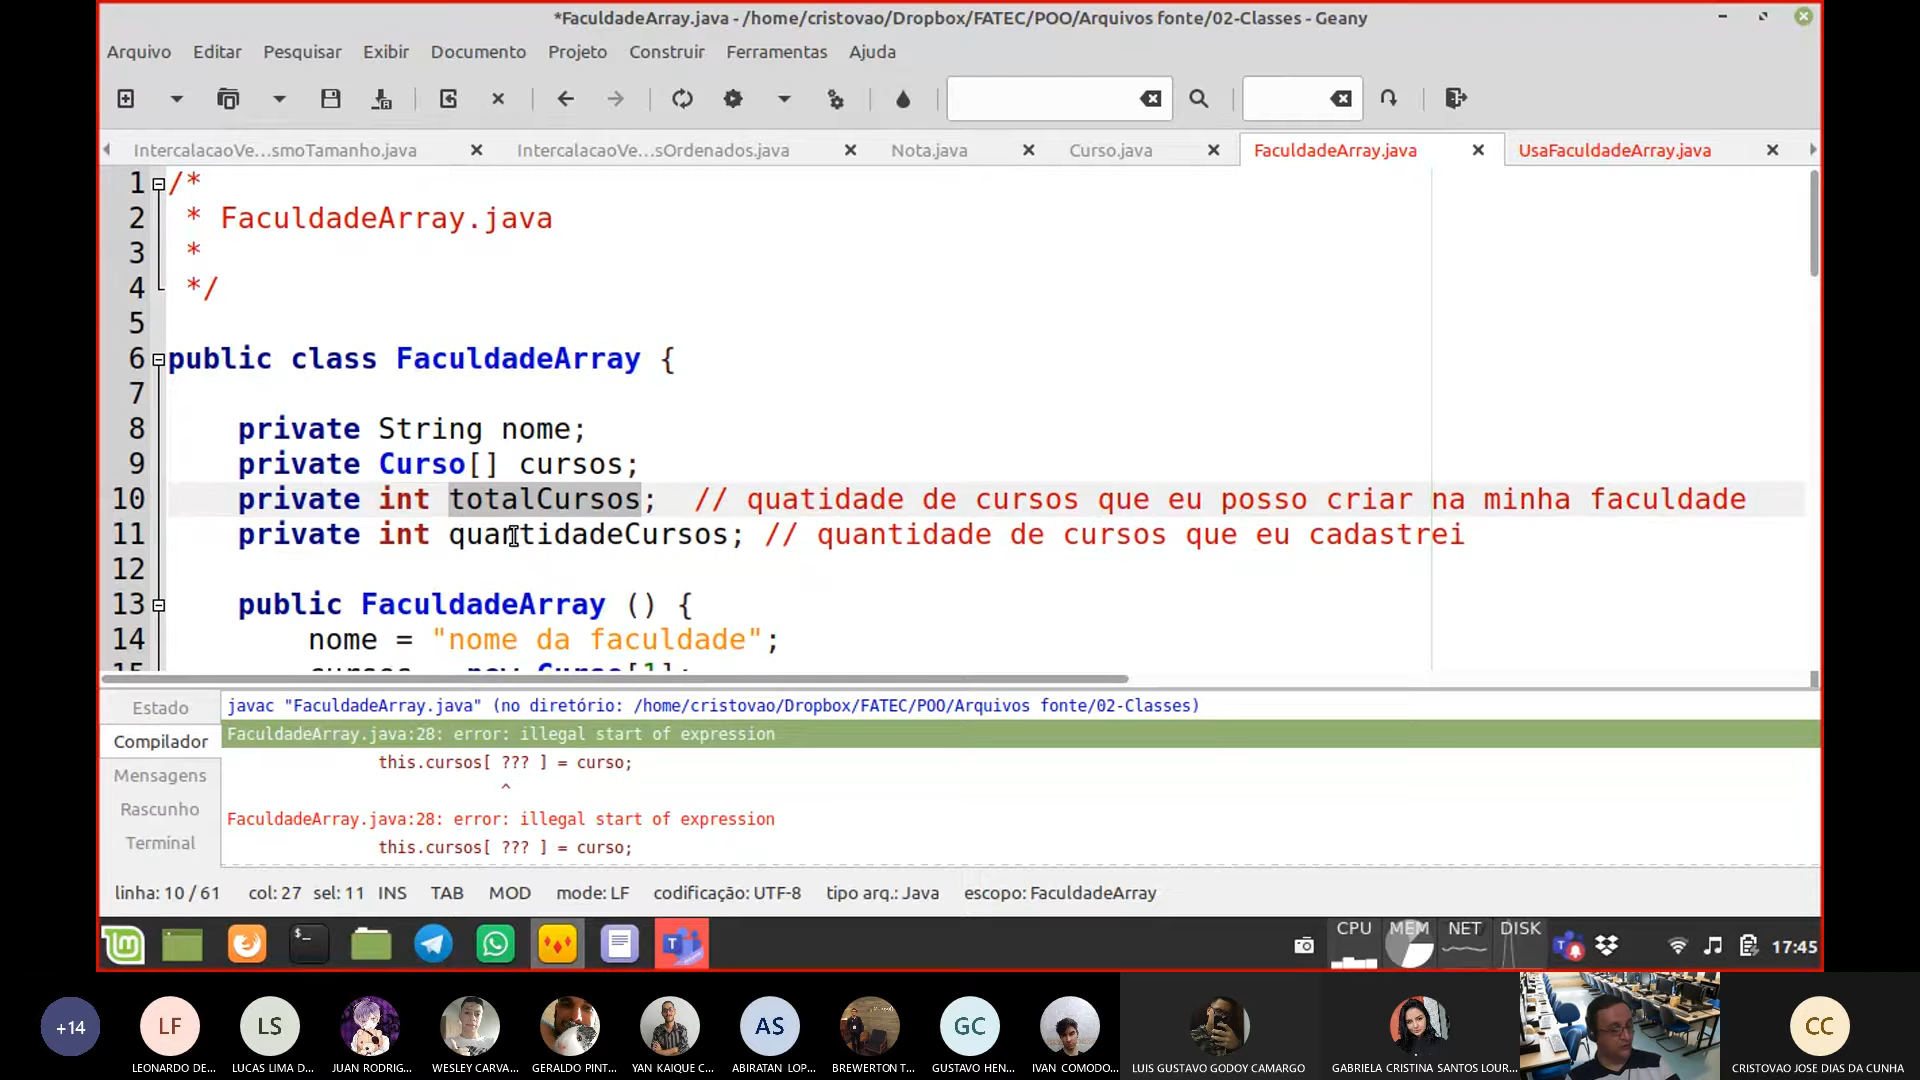 *FaculdadeArray.java - /home/cristovao/Dropbox/FATEC/POO/Arquivos fonte/02-Classes - Geany
Arquivo Editar Pesquisar Exibir Documento Projeto Construir Ferramentas Ajuda
IntercalacaoVe...smoTamanho.java IntercalacaoVe...sOrdenados.java Nota.java Curso.java FaculdadeArray.java UsaFaculdadeArray.java
1 /*
2 * FaculdadeArray.java
3 *
4 */
5
6 public class FaculdadeArray {
7
8 private String nome;
9 private Curso[] cursos;
10 private int totalCursos; // quatidade de cursos que eu posso criar na minha faculdade
11 private int quantidadeCursos; // quantidade de cursos que eu cadastrei
12
13 public FaculdadeArray () {
14 nome = "nome da faculdade";
15 cursos = new Curso[1];
Estado
Compilador
Mensagens
Rascunho
Terminal
javac "FaculdadeArray.java" (no diretório: /home/cristovao/Dropbox/FATEC/POO/Arquivos fonte/02-Classes)
FaculdadeArray.java:28: error: illegal start of expression
this.cursos[ ??? ] = curso;
^
FaculdadeArray.java:28: error: illegal start of expression
this.cursos[ ??? ] = curso;
linha: 10 / 61 col: 27 sel: 11 INS TAB MOD mode: LF codificação: UTF-8 tipo arq.: Java escopo: FaculdadeArray
CPU MEM NET DISK 17:45
+14 LF LS AS GC CC
LEONARDO DE... LUCAS LIMA D... JUAN RODRIG... WESLEY CARVA... GERALDO PINT... YAN KAIQUE C... ABIRATAN LOP... BREWERTON T... GUSTAVO HEN... IVAN COMODO... LUIS GUSTAVO GODOY CAMARGO GABRIELA CRISTINA SANTOS LOUR... CRISTOVAO JOSE DIAS DA CUNHA